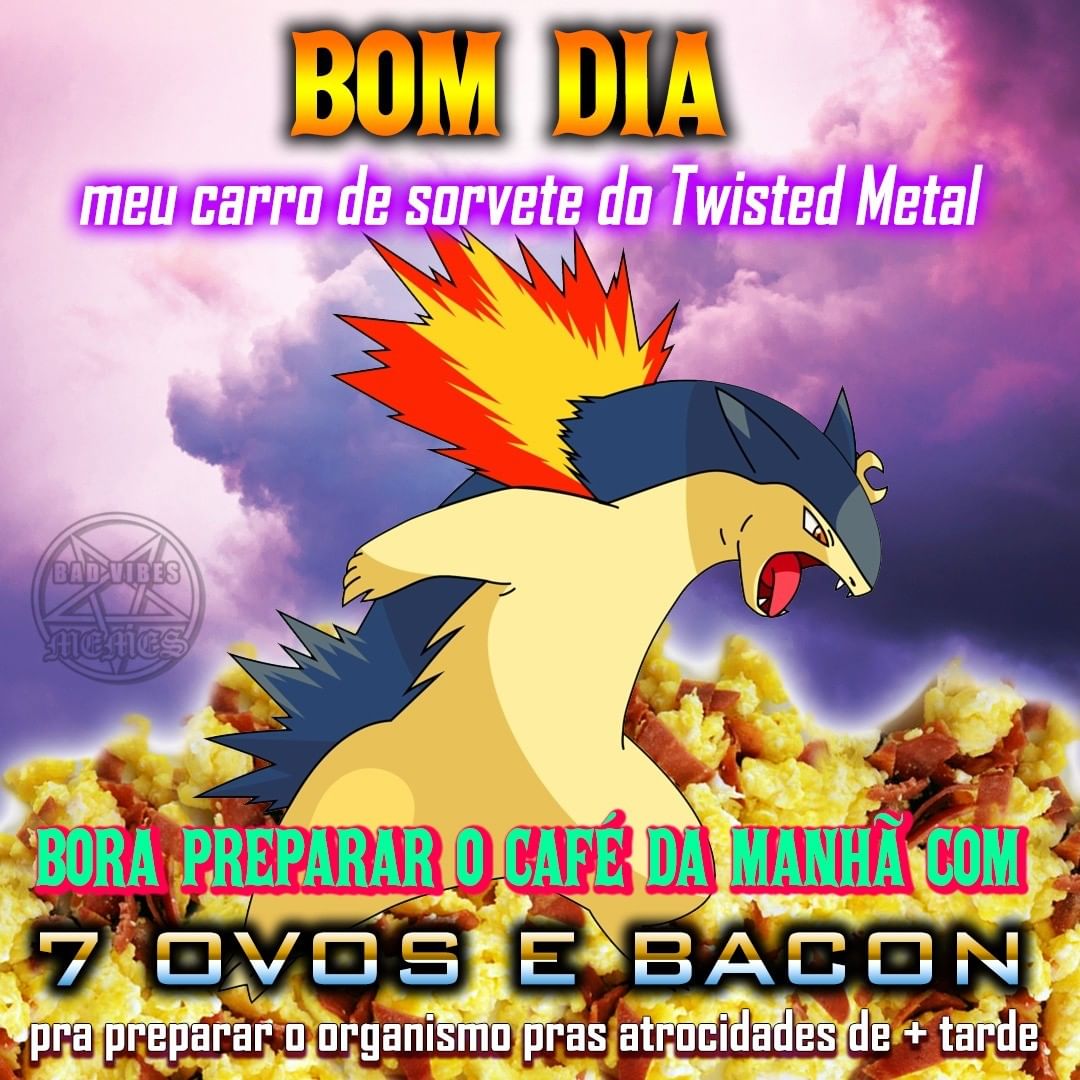 BOM DIA
meu carro de sorvete do Twisted Metal
BAD VIBES
MEMES
BORA PREPARAR O CAFÉ DA MANHÃ COM
7 OVOS E BACON
pra preparar o organismo pras atrocidades de + tarde